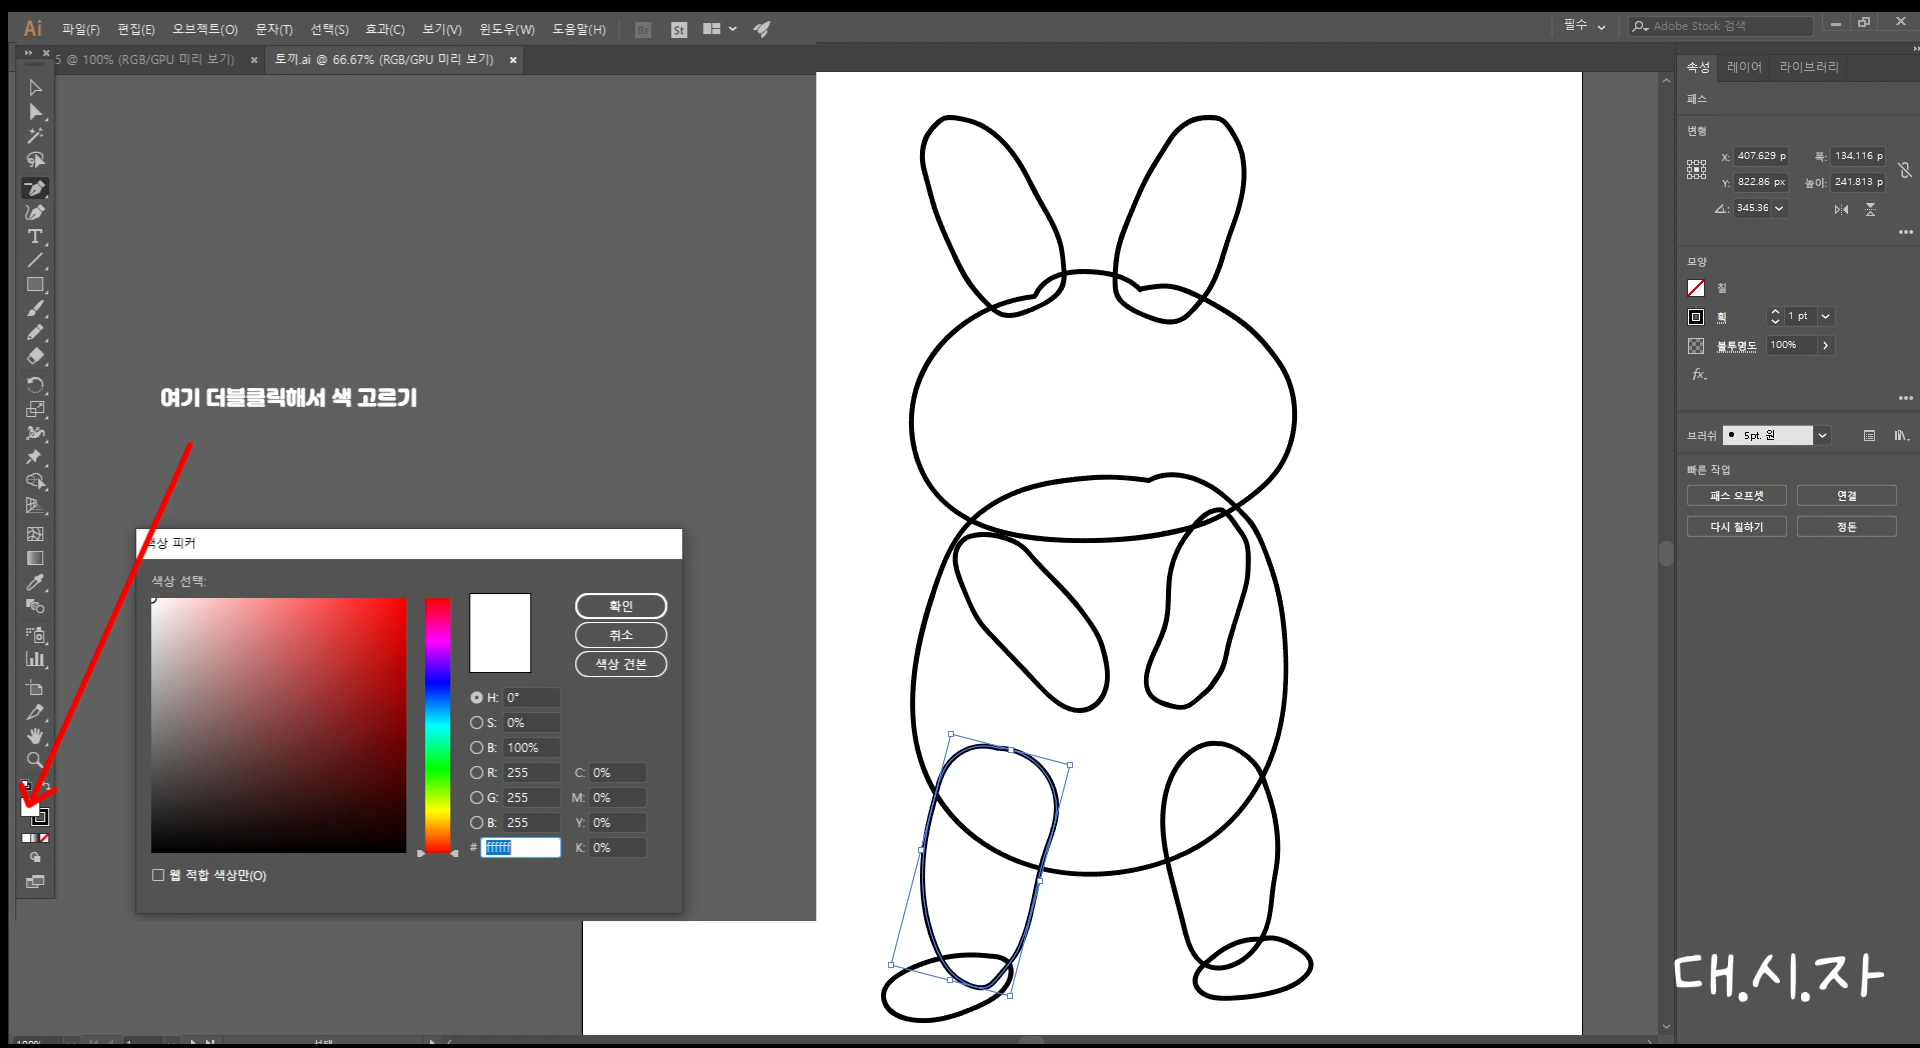 Ai 파일(F) 편집(E) 오브젝트(O) 문자(T) 선택(S) 효과(C) 보기(V) 윈도우(W) 도움말(H) Br St 필수 Adobe Stock 검색
5 @ 100% (RGB/GPU 미리 보기) × 토끼.ai @ 66.67% (RGB/GPU 미리 보기) ×
속성 레이어 라이브러리
패스
변형
X: 407.629 p 폭: 134.116 p
Y: 822.86 px 높이: 241.813 p
345.36
모양
칠
획 1 pt
불투명도 100%
fx.
브러쉬 5pt. 원
빠른 작업
패스 오프셋 연결
다시 칠하기 정돈
여기 더블클릭해서 색 고르기
색상 피커
색상 선택:
확인
취소
색상 견본
H: 0°
S: 0%
B: 100%
R: 255 C: 0%
G: 255 M: 0%
B: 255 Y: 0%
# ffffff K: 0%
웹 적합 색상만(O)
대.시.자
100% 1 선택